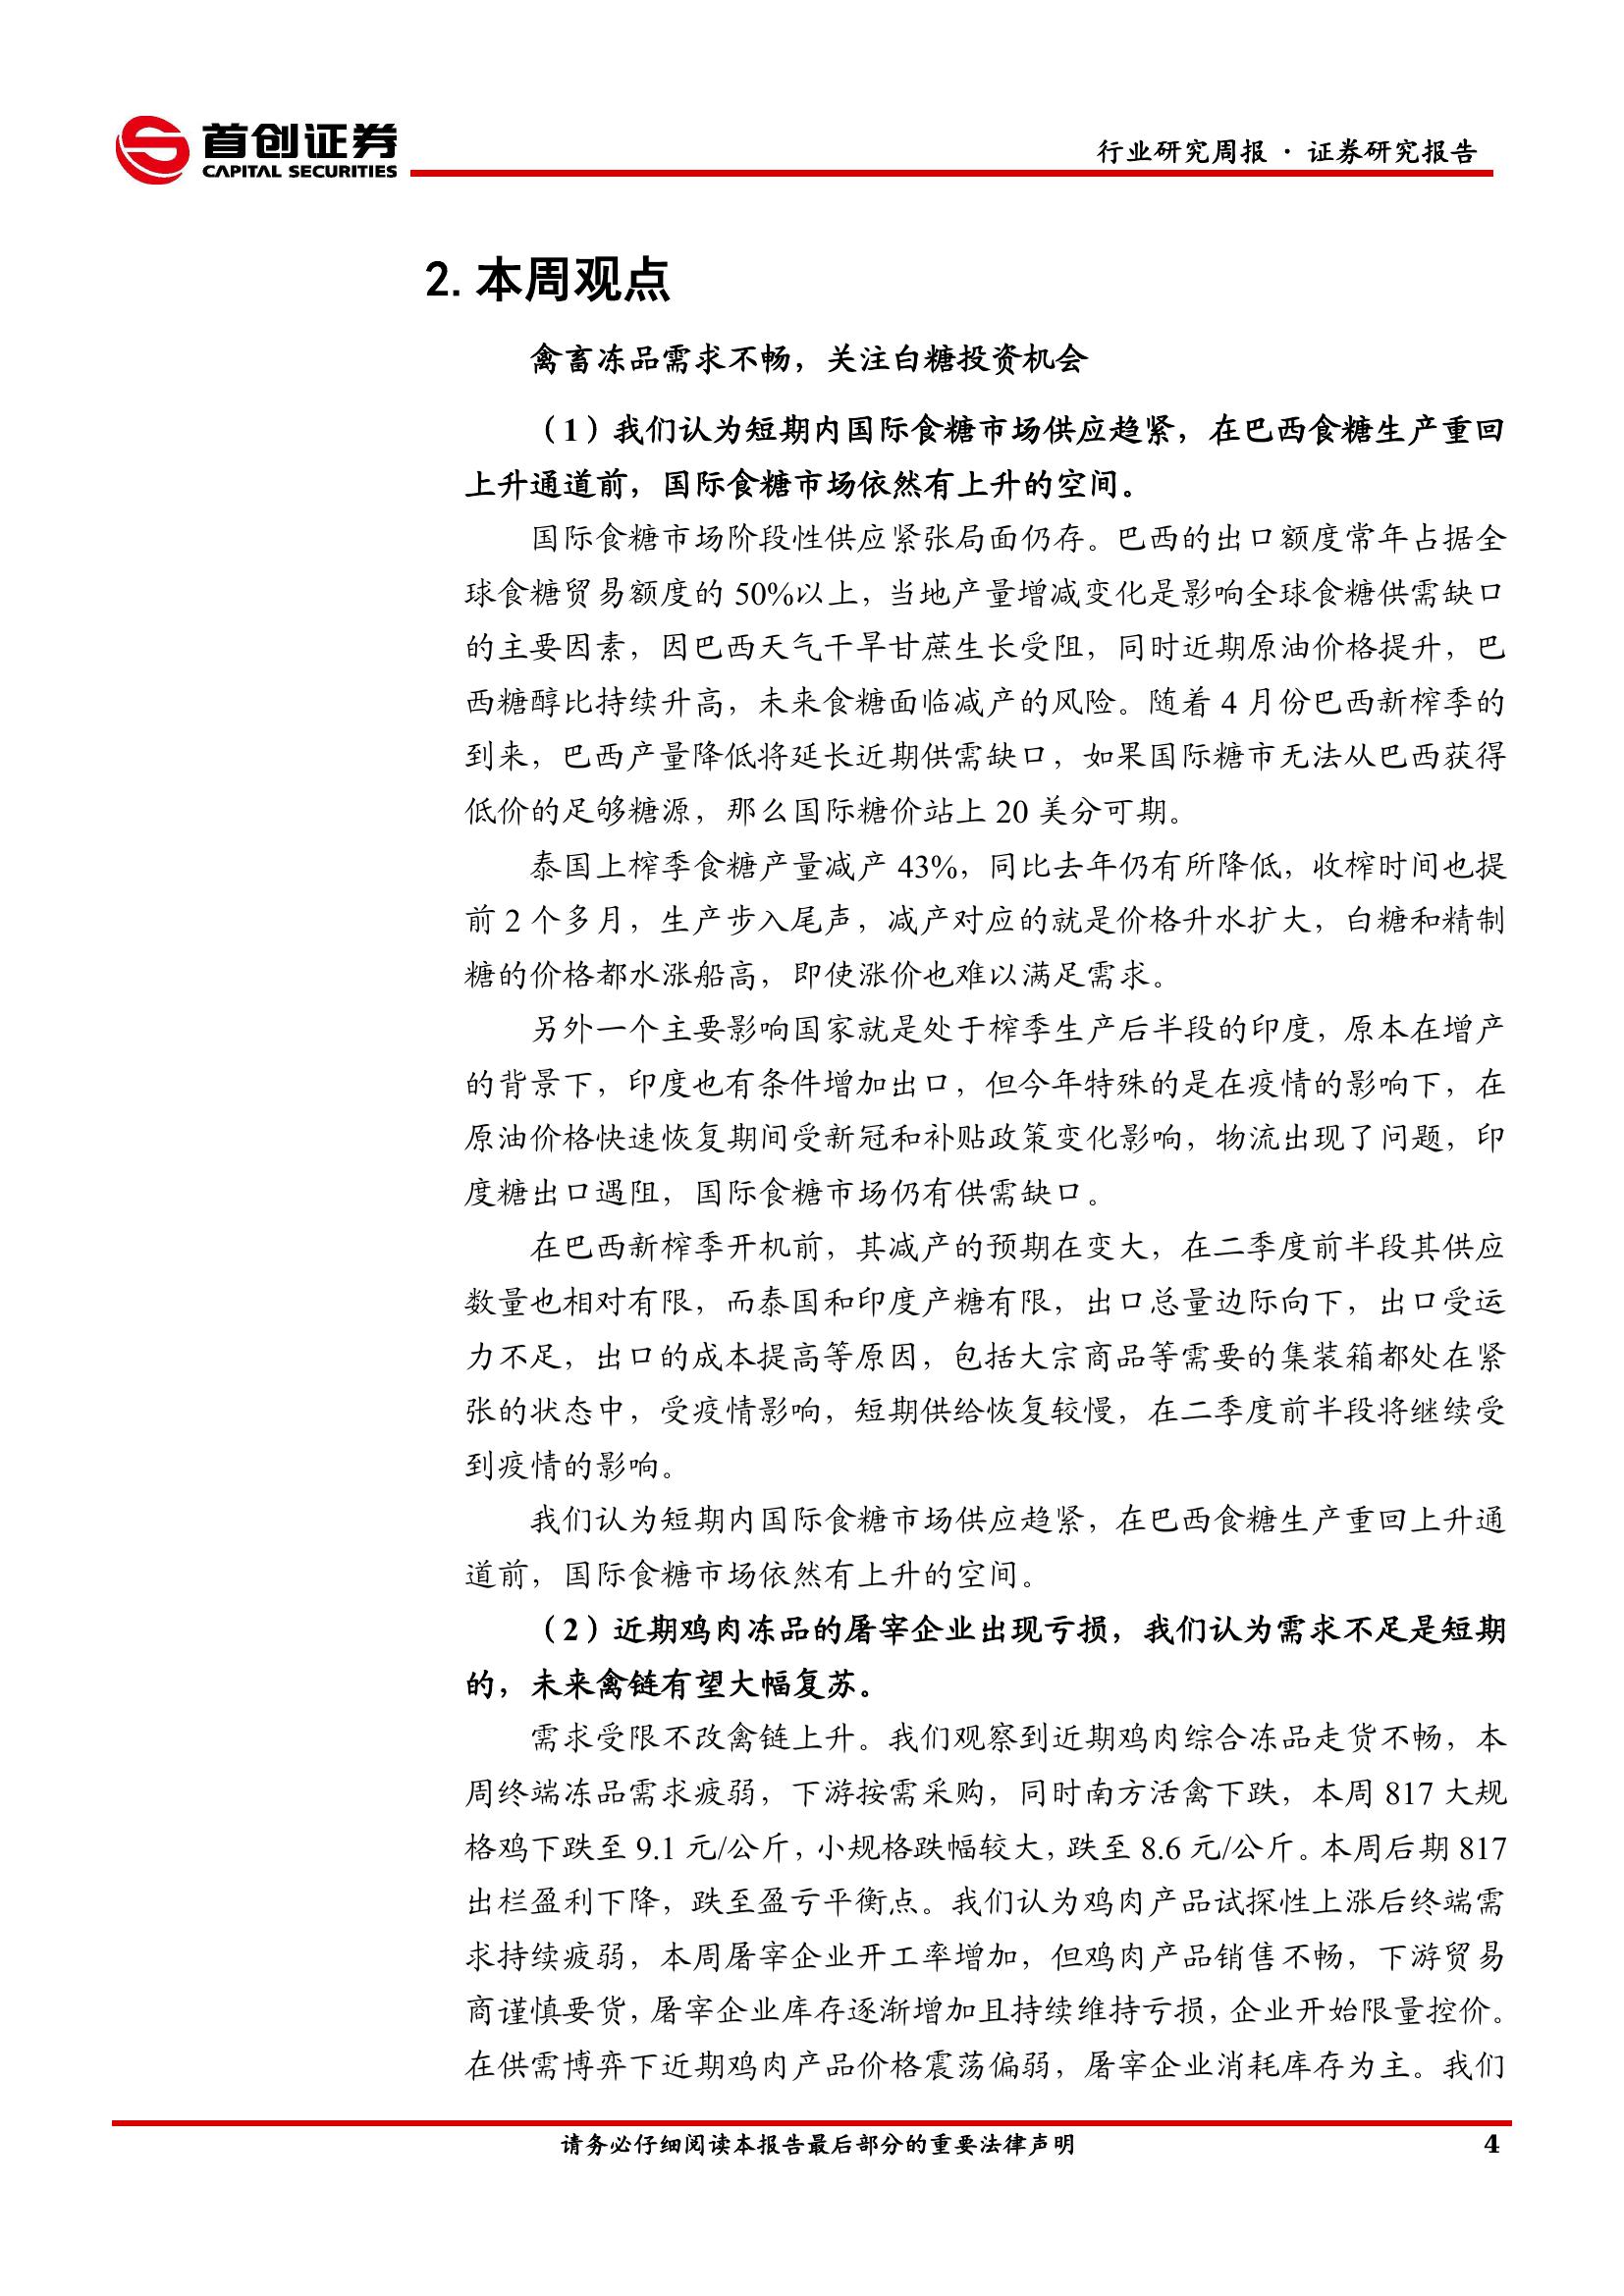 首创证券
CAPITAL SECURITIES
行业研究周报 · 证券研究报告
2. 本周观点
禽畜冻品需求不畅，关注白糖投资机会
（1）我们认为短期内国际食糖市场供应趋紧，在巴西食糖生产重回
上升通道前，国际食糖市场依然有上升的空间。
国际食糖市场阶段性供应紧张局面仍存。巴西的出口额度常年占据全
球食糖贸易额度的 50%以上，当地产量增减变化是影响全球食糖供需缺口
的主要因素，因巴西天气干旱甘蔗生长受阻，同时近期原油价格提升，巴
西糖醇比持续升高，未来食糖面临减产的风险。随着 4 月份巴西新榨季的
到来，巴西产量降低将延长近期供需缺口，如果国际糖市无法从巴西获得
低价的足够糖源，那么国际糖价站上 20 美分可期。
泰国上榨季食糖产量减产 43%，同比去年仍有所降低，收榨时间也提
前 2 个多月，生产步入尾声，减产对应的就是价格升水扩大，白糖和精制
糖的价格都水涨船高，即使涨价也难以满足需求。
另外一个主要影响国家就是处于榨季生产后半段的印度，原本在增产
的背景下，印度也有条件增加出口，但今年特殊的是在疫情的影响下，在
原油价格快速恢复期间受新冠和补贴政策变化影响，物流出现了问题，印
度糖出口遇阻，国际食糖市场仍有供需缺口。
在巴西新榨季开机前，其减产的预期在变大，在二季度前半段其供应
数量也相对有限，而泰国和印度产糖有限，出口总量边际向下，出口受运
力不足，出口的成本提高等原因，包括大宗商品等需要的集装箱都处在紧
张的状态中，受疫情影响，短期供给恢复较慢，在二季度前半段将继续受
到疫情的影响。
我们认为短期内国际食糖市场供应趋紧，在巴西食糖生产重回上升通
道前，国际食糖市场依然有上升的空间。
（2）近期鸡肉冻品的屠宰企业出现亏损，我们认为需求不足是短期
的，未来禽链有望大幅复苏。
需求受限不改禽链上升。我们观察到近期鸡肉综合冻品走货不畅，本
周终端冻品需求疲弱，下游按需采购，同时南方活禽下跌，本周 817 大规
格鸡下跌至 9.1 元/公斤，小规格跌幅较大，跌至 8.6 元/公斤。本周后期 817
出栏盈利下降，跌至盈亏平衡点。我们认为鸡肉产品试探性上涨后终端需
求持续疲弱，本周屠宰企业开工率增加，但鸡肉产品销售不畅，下游贸易
商谨慎要货，屠宰企业库存逐渐增加且持续维持亏损，企业开始限量控价。
在供需博弈下近期鸡肉产品价格震荡偏弱，屠宰企业消耗库存为主。我们
请务必仔细阅读本报告最后部分的重要法律声明
4